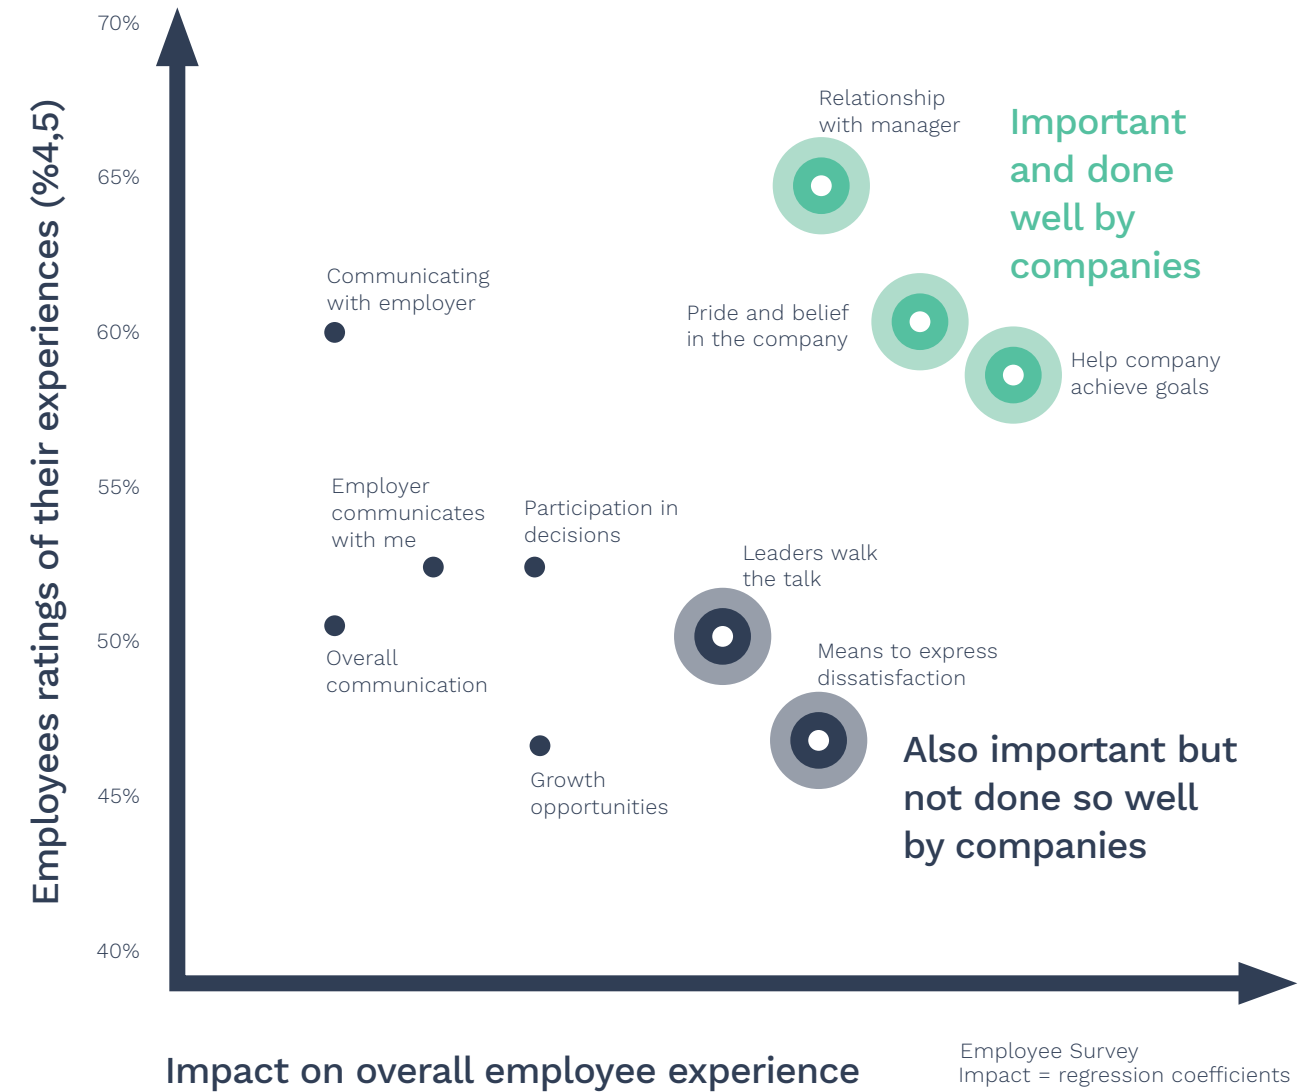 70%
Relationship
with manager
Important
and done
well by
companies
65%
Communicating
with employer
60%
Pride and belief
in the company
Help company
achieve goals
55%
Employer
communicates
with me
Participation in
decisions
Leaders walk
the talk
50%
Overall
communication
Means to express
dissatisfaction
Also important but
not done so well
by companies
45%
Growth
opportunities
40%
Employees ratings of their experiences (%4,5)
Impact on overall employee experience
Employee Survey
Impact = regression coefficients